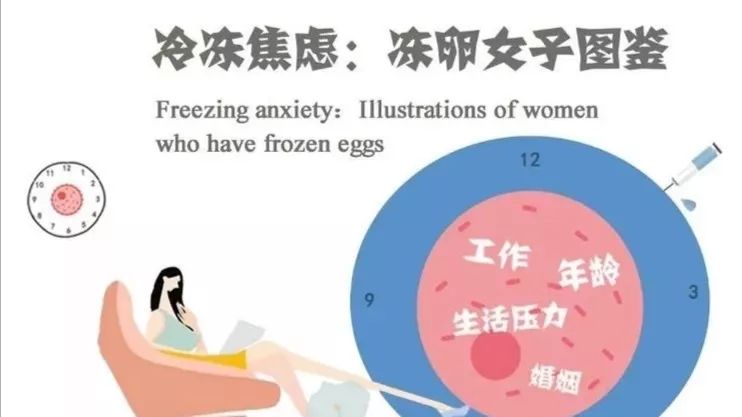 冷冻焦虑：冻卵女子图鉴
Freezing anxiety：Illustrations of women
who have frozen eggs
12
11 12 1
10 2
9 3
8 4
7 6 5
工作
年龄
9
3
生活压力
婚姻